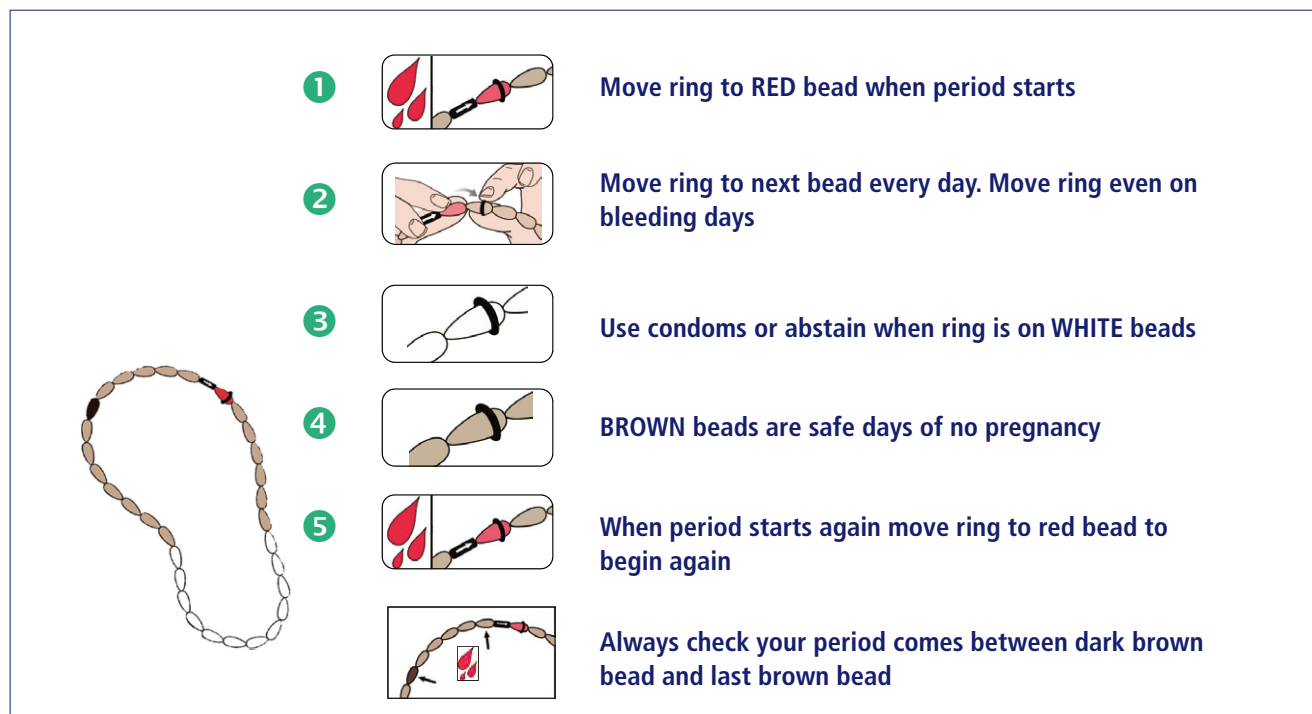 1 Move ring to RED bead when period starts
2 Move ring to next bead every day. Move ring even on
bleeding days
3 Use condoms or abstain when ring is on WHITE beads
4 BROWN beads are safe days of no pregnancy
5 When period starts again move ring to red bead to
begin again
Always check your period comes between dark brown
bead and last brown bead